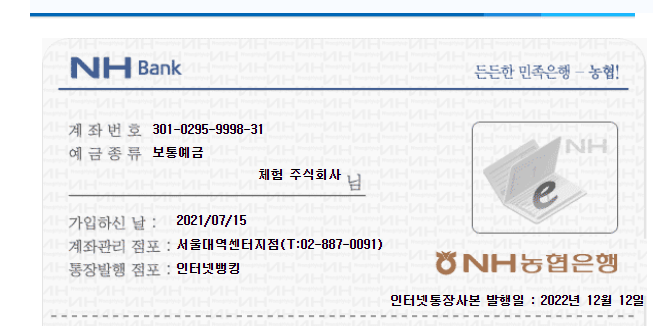 NH Bank 든든한 민족은행 - 농협!
계 좌 번 호 301-0295-9998-31
예 금 종 류 보통예금
체험 주식회사 님
NH
가입하신 날 : 2021/07/15
계좌관리 점포 : 서울대역센터지점(T:02-887-0091)
통장발행 점포 : 인터넷뱅킹
e
NH농협은행
인터넷통장사본 발행일 : 2022년 12월 12일